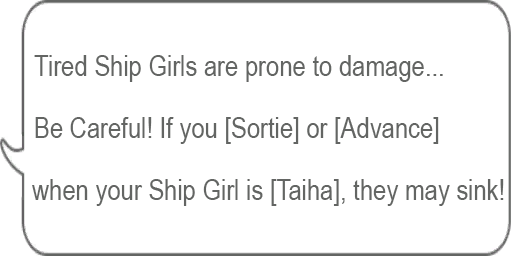 Tired Ship Girls are prone to damage...
Be Careful! If you [Sortie] or [Advance]
when your Ship Girl is [Taiha], they may sink!